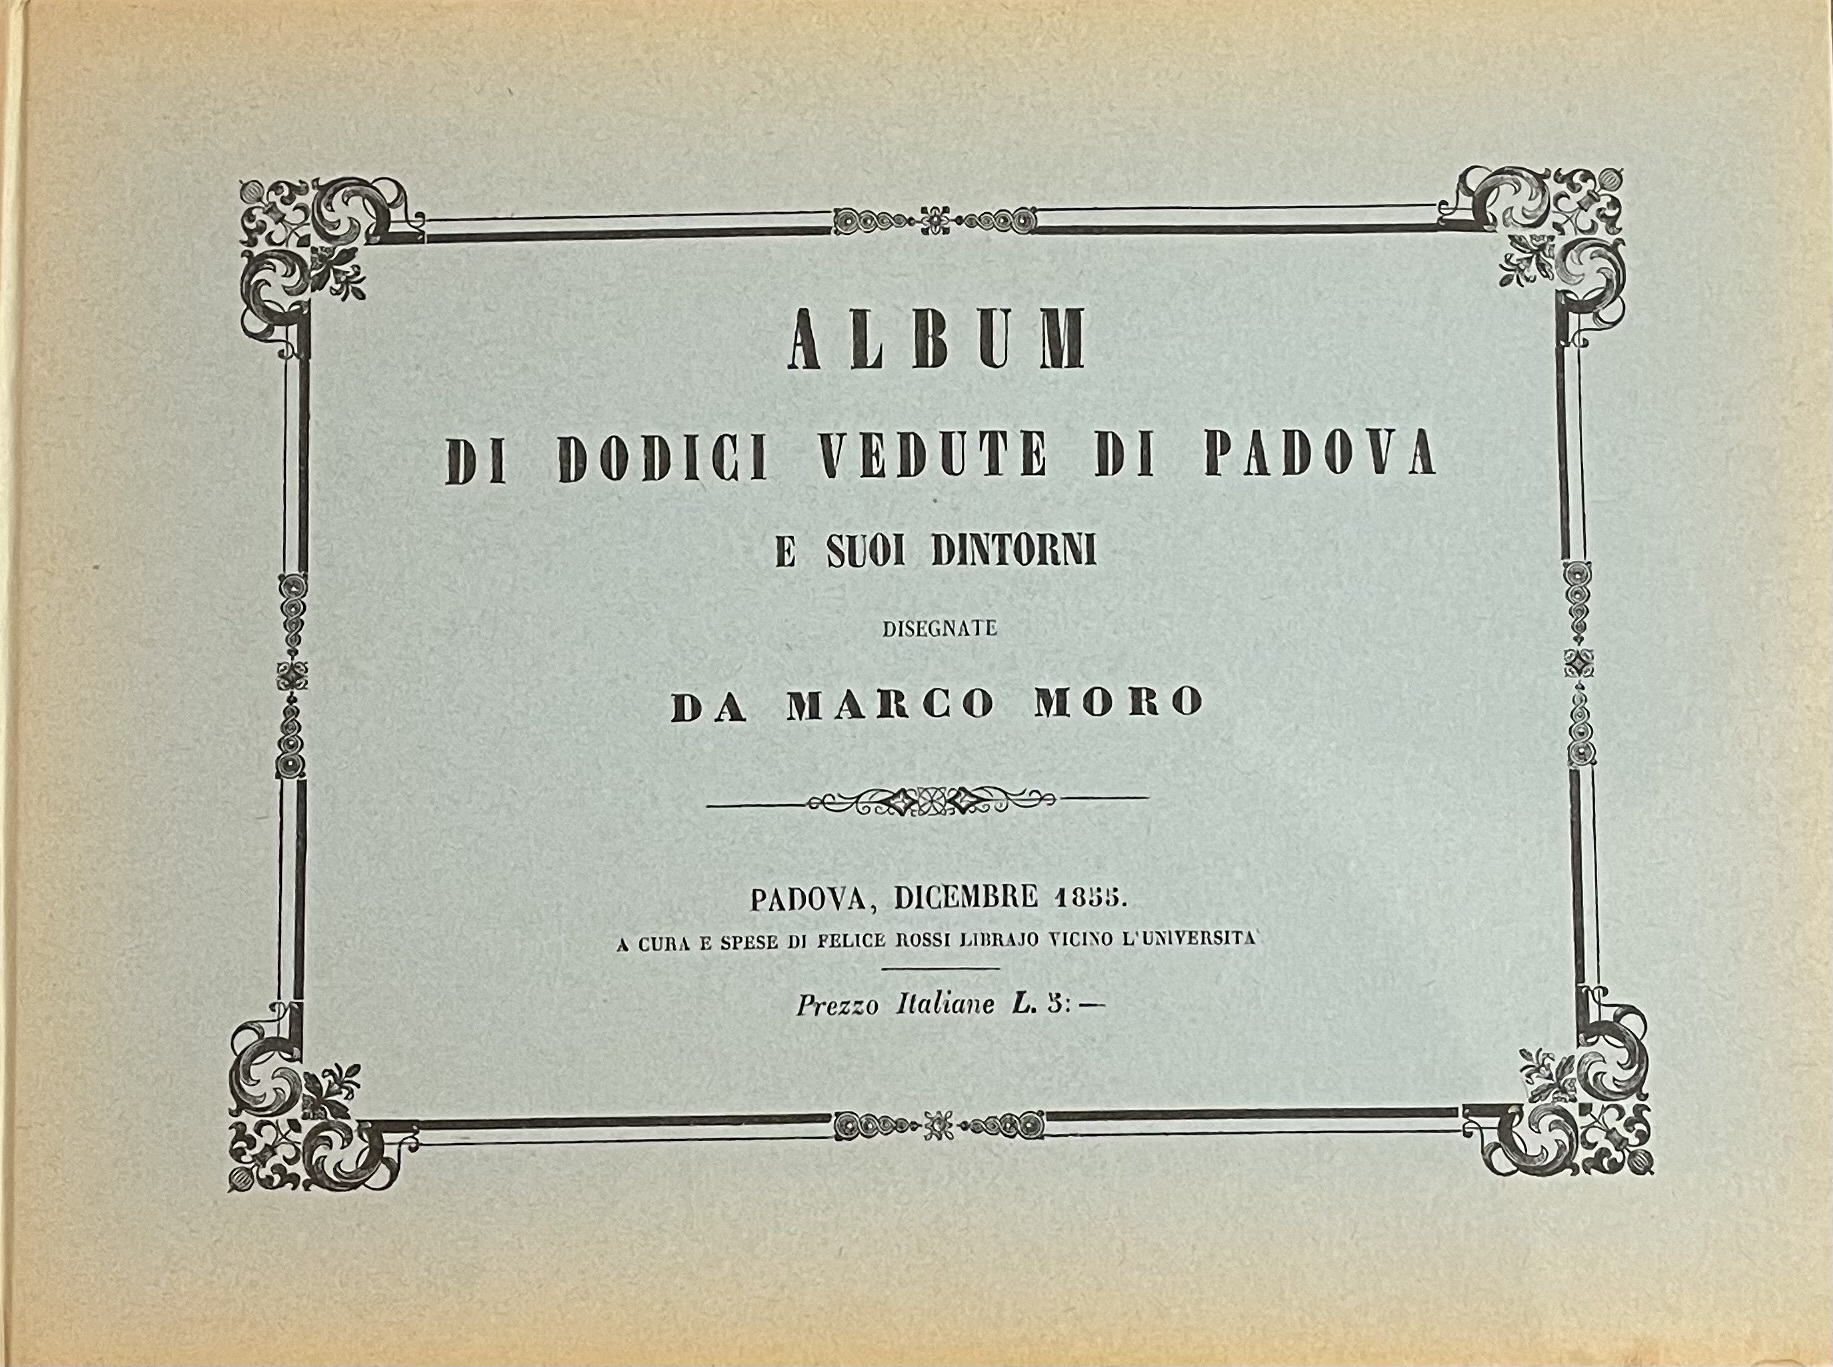 ALBUM
DI DODICI VEDUTE DI PADOVA
E SUOI DINTORNI
DISEGNATE
DA MARCO MORO
PADOVA, DICEMBRE 1855.
A CURA E SPESE DI FELICE ROSSI LIBRAJO VICINO L'UNIVERSITA'
Prezzo Italiane L. 5: —